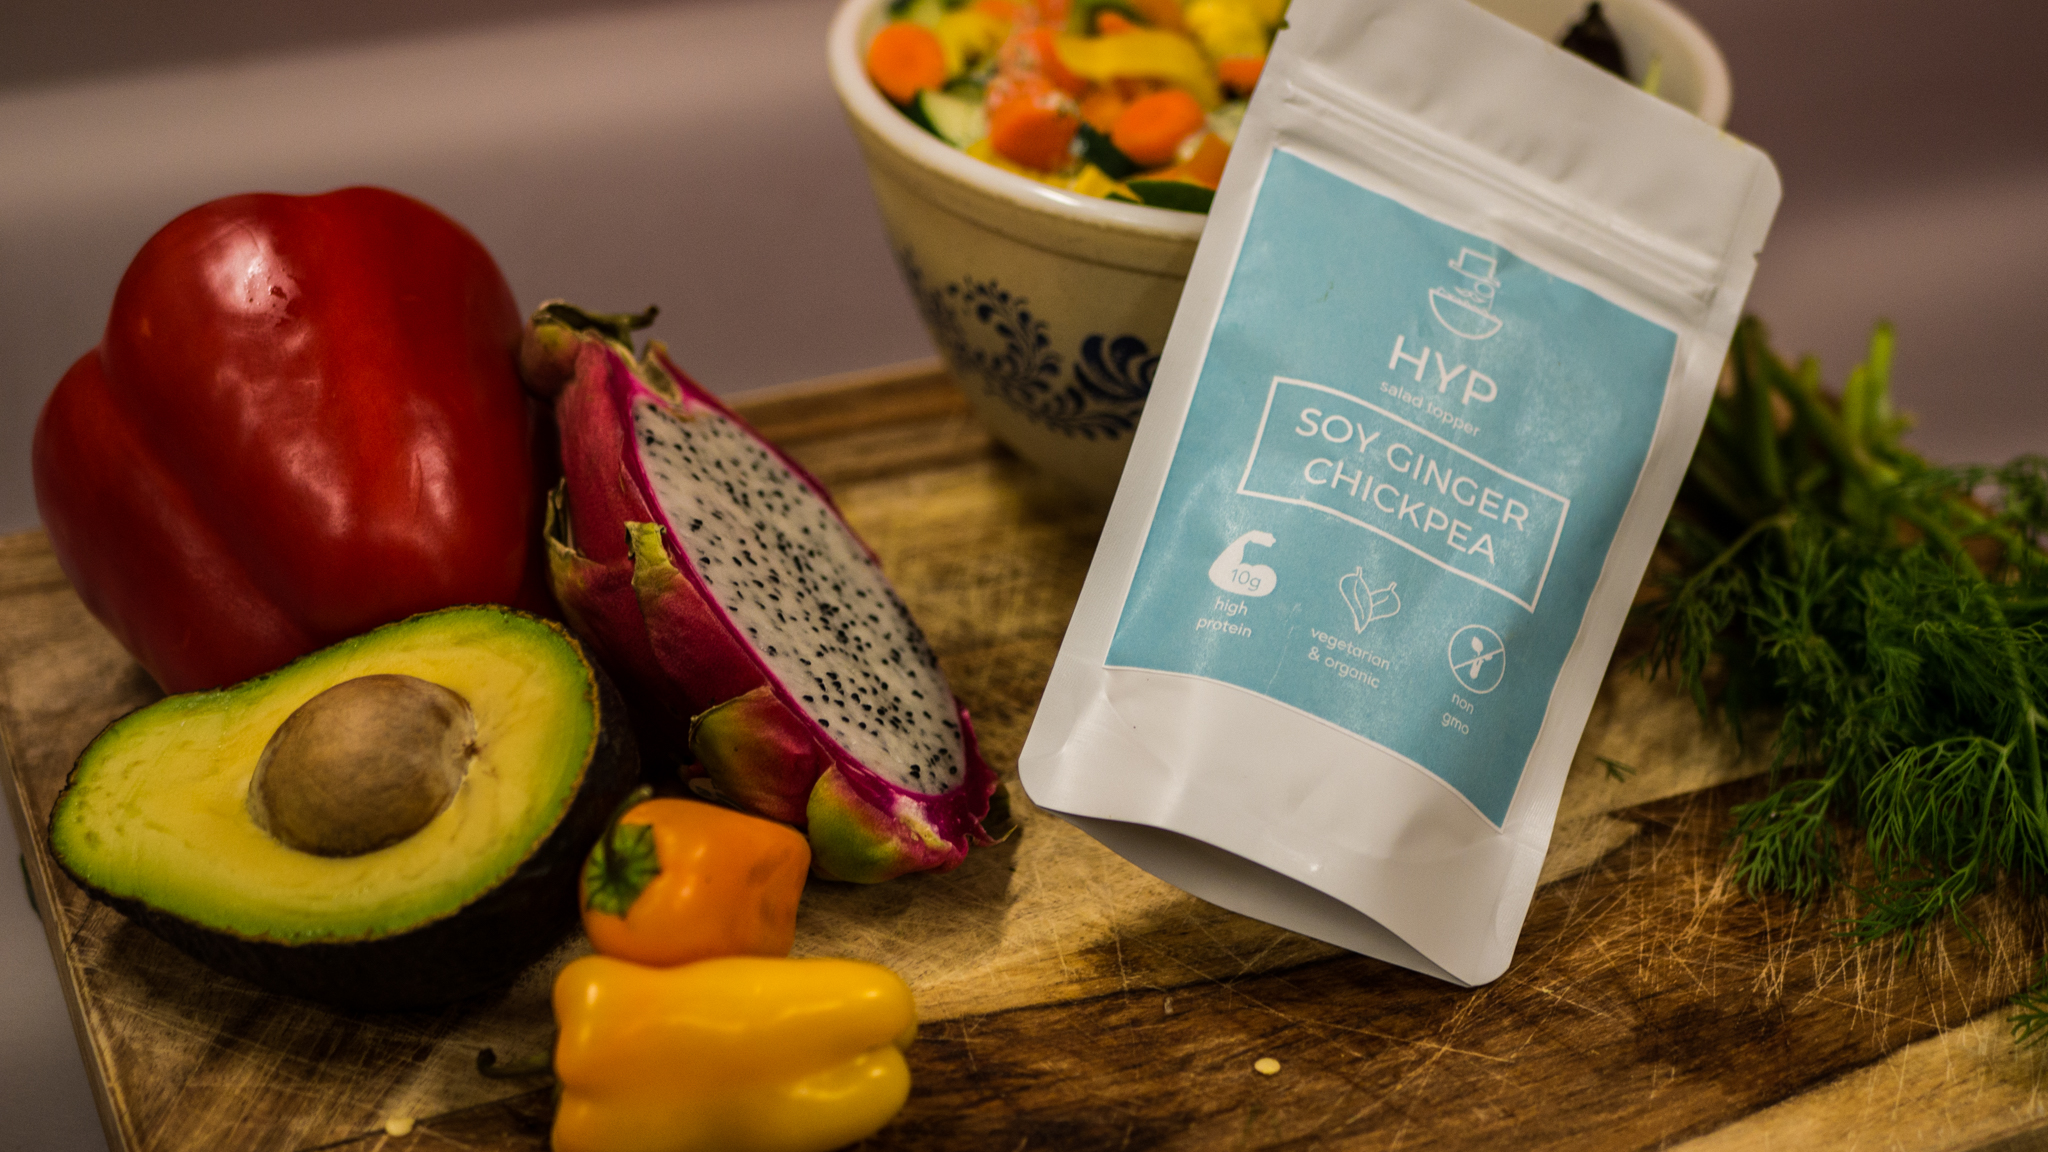 HYP
salad topper
SOY GINGER
CHICKPEA
10g
high
protein
vegetarian
& organic
non
gmo